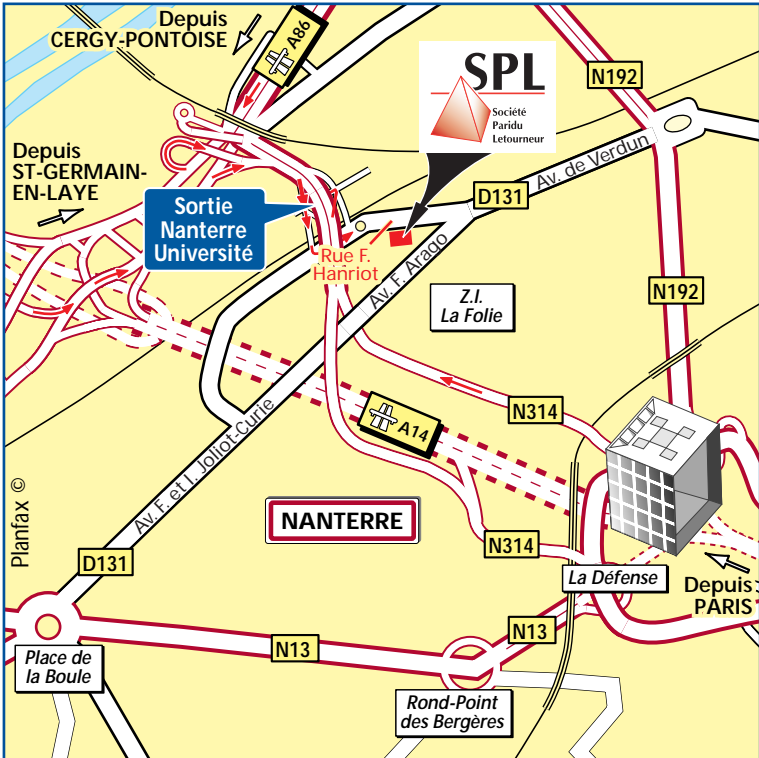 Depuis
CERGY-PONTOISE
A86
N192
SPL
Société
Paridu
Letourneur
Depuis
ST-GERMAIN-
EN-LAYE
Av. de Verdun
D131
Sortie
Nanterre
Université
Rue F.
Hanriot
Av. F. Arago
Z.I.
La Folie
N192
N314
A14
Av. F. et I. Joliot-Curie
Planfax ©
NANTERRE
N314
D131
La Défense
Depuis
PARIS
N13
N13
Place de
la Boule
Rond-Point
des Bergères